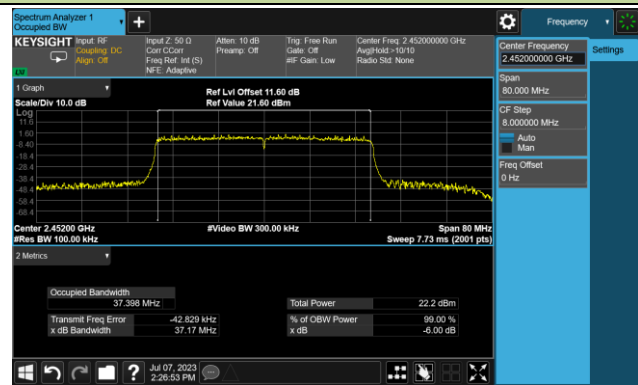 Spectrum Analyzer 1
Occupied BW
+
Frequency
KEYSIGHT
Input: RF
Coupling: DC
Align: Off
Input Z: 50 Ω
Corr CCorr
Freq Ref: Int (S)
NFE: Adaptive
Atten: 10 dB
Preamp: Off
Trig: Free Run
Gate: Off
#IF Gain: Low
Center Freq: 2.452000000 GHz
Avg|Hold:>10/10
Radio Std: None
Center Frequency
2.452000000 GHz
Settings
Span
80.000 MHz
CF Step
8.000000 MHz
Auto
Man
Freq Offset
0 Hz
1 Graph
Scale/Div 10.0 dB
Ref Lvl Offset 11.60 dB
Ref Value 21.60 dBm
Log
11.6
1.60
-8.40
-18.4
-28.4
-38.4
-48.4
-58.4
-68.4
Center 2.45200 GHz
#Video BW 300.00 kHz
Span 80 MHz
#Res BW 100.00 kHz
Sweep 7.73 ms (2001 pts)
2 Metrics
Occupied Bandwidth
37.398 MHz
Total Power 22.2 dBm
Transmit Freq Error -42.829 kHz
% of OBW Power 99.00 %
x dB Bandwidth 37.17 MHz
x dB -6.00 dB
?
Jul 07, 2023
2:26:53 PM